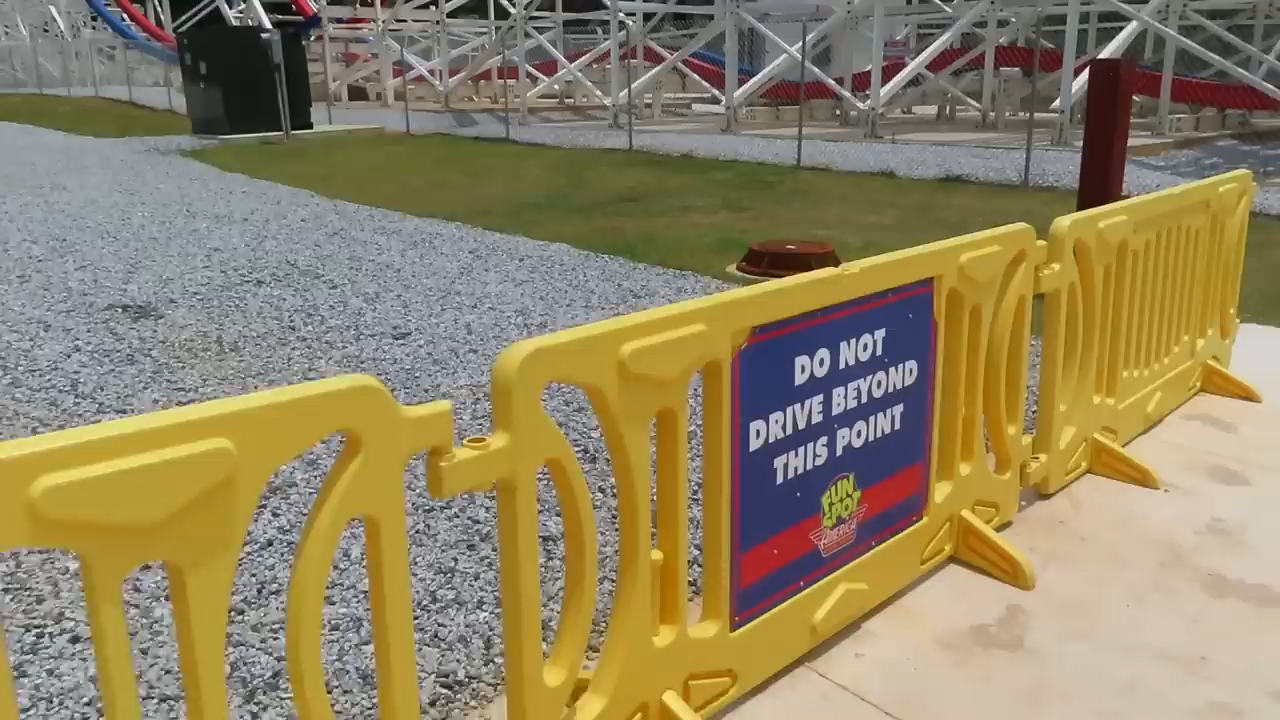 DO NOT
DRIVE BEYOND
THIS POINT
FUN
SPOT
AMERICA